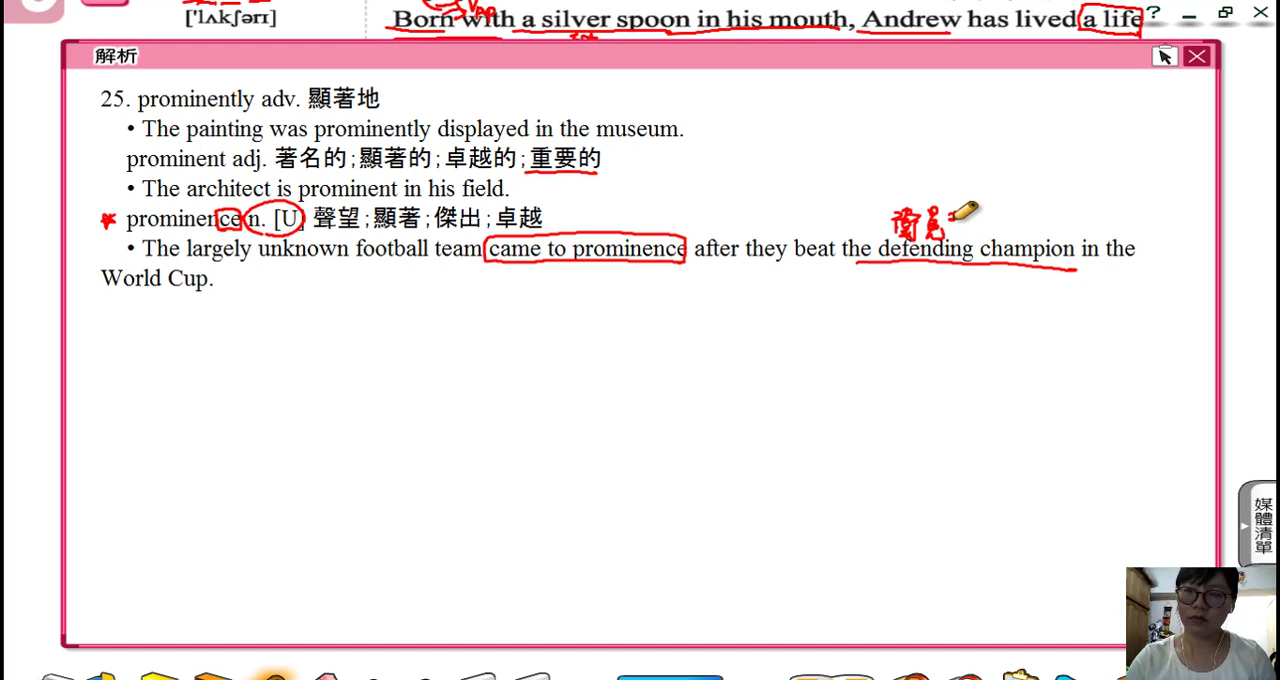 ['lʌkʃərɪ]
Born with a silver spoon in his mouth, Andrew has lived a life
解析
25. prominently adv. 顯著地
• The painting was prominently displayed in the museum.
prominent adj. 著名的;顯著的;卓越的;重要的
• The architect is prominent in his field.
prominence n. [U] 聲望;顯著;傑出;卓越
衛冕
• The largely unknown football team came to prominence after they beat the defending champion in the
World Cup.
媒體清單